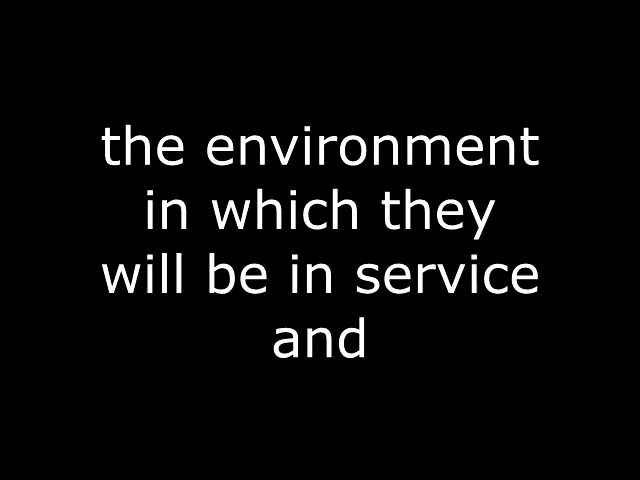 the environment
in which they
will be in service
and